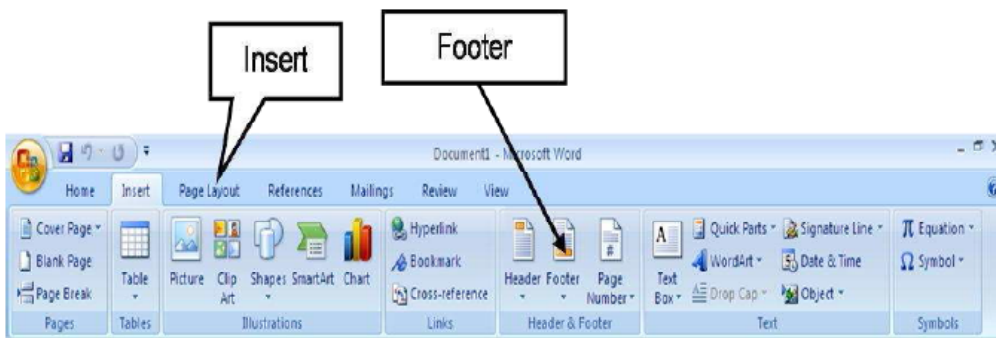 Insert
Footer
Document1 - Microsoft Word
Home Insert Page Layout References Mailings Review View
Cover Page
Blank Page
Page Break
Pages
Table
Tables
Picture Clip Art Shapes SmartArt Chart
Illustrations
Hyperlink
Bookmark
Cross-reference
Links
Header Footer Page Number
#
Header & Footer
A
Text Box
Quick Parts
WordArt
Drop Cap
Signature Line
Date & Time
Object
Text
π Equation
Ω Symbol
Symbols